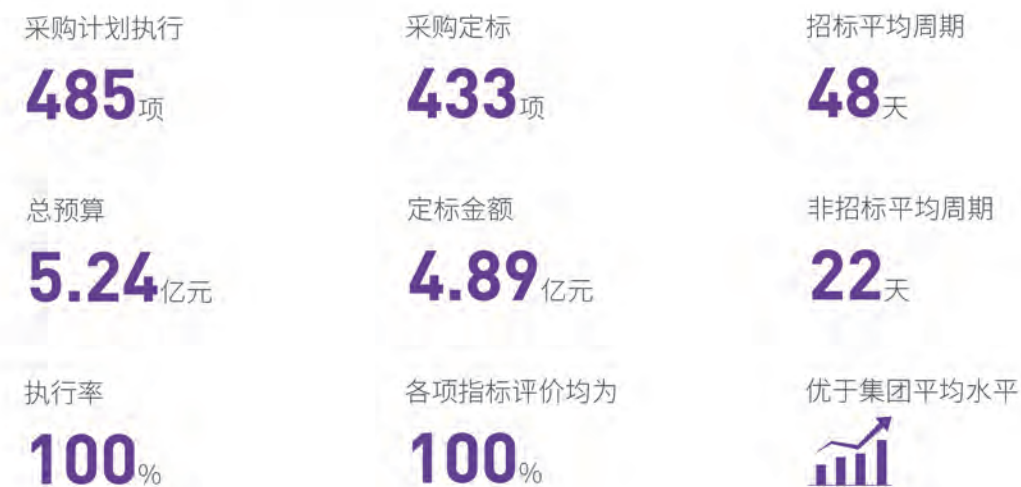 采购计划执行
485项
采购定标
433项
招标平均周期
48天
总预算
5.24亿元
定标金额
4.89亿元
非招标平均周期
22天
执行率
100%
各项指标评价均为
100%
优于集团平均水平